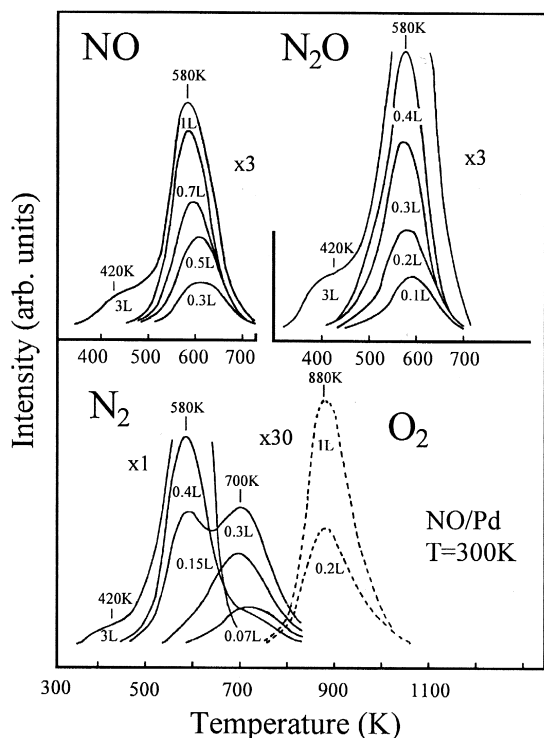 NO
580K
1L
x3
0.7L
420K
0.5L
3L
0.3L
400 500 600 700
N₂O
580K
0.4L
x3
0.3L
420K
0.2L
3L
0.1L
400 500 600 700
Intensity (arb. units)
N₂
580K
x1
x30
700K
0.4L
0.3L
0.15L
420K
3L
0.07L
880K
O₂
1L
0.2L
NO/Pd
T=300K
300 500 600 700 900 1100
Temperature (K)